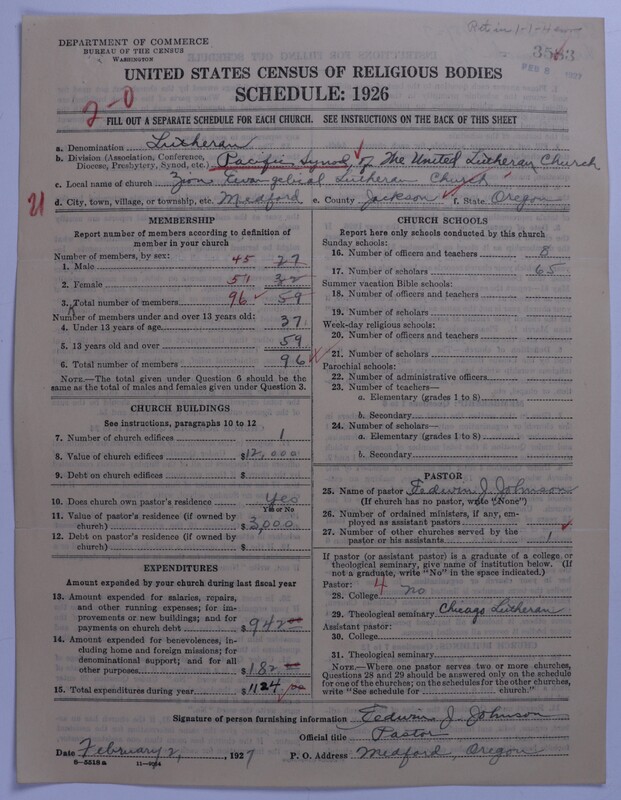 Ret in 1-1-4
3583
DEPARTMENT OF COMMERCE
BUREAU OF THE CENSUS
WASHINGTON
FEB 8 1927
UNITED STATES CENSUS OF RELIGIOUS BODIES
SCHEDULE: 1926
2-0
FILL OUT A SEPARATE SCHEDULE FOR EACH CHURCH. SEE INSTRUCTIONS ON THE BACK OF THIS SHEET
a. Denomination Lutheran
b. Division (Association, Conference, Diocese, Presbytery, Synod, etc.) Pacific Synod of The United Lutheran Church
c. Local name of church Zion Evangelical Lutheran Church
21 d. City, town, village, or township, etc. Medford e. County Jackson f. State Oregon
MEMBERSHIP
Report number of members according to definition of
member in your church
Number of members, by sex:
1. Male 45 27
2. Female 51 32
3. Total number of members 96 59
Number of members under and over 13 years old:
4. Under 13 years of age 37
5. 13 years old and over 59
6. Total number of members 96
NOTE.—The total given under Question 6 should be
same as the total of males and females given under Question 3.
CHURCH BUILDINGS
See instructions, paragraphs 10 to 12
7. Number of church edifices 1
8. Value of church edifices $12,000
9. Debt on church edifices $
10. Does church own pastor's residence Yes
Yes or No
11. Value of pastor's residence (if owned by
church) $3,000
12. Debt on pastor's residence (if owned by
church) $
EXPENDITURES
Amount expended by your church during last fiscal year
13. Amount expended for salaries, repairs,
and other running expenses; for im-
provements or new buildings; and for
payments on church debt $942
14. Amount expended for benevolences, in-
cluding home and foreign missions; for
denominational support; and for all
other purposes $182
15. Total expenditures during year $1124
CHURCH SCHOOLS
Report here only schools conducted by this church
Sunday schools:
16. Number of officers and teachers 8
17. Number of scholars 65
Summer vacation Bible schools:
18. Number of officers and teachers
19. Number of scholars
Week-day religious schools:
20. Number of officers and teachers
21. Number of scholars
Parochial schools:
22. Number of administrative officers
23. Number of teachers—
a. Elementary (grades 1 to 8)
b. Secondary
24. Number of scholars—
a. Elementary (grades 1 to 8)
b. Secondary
PASTOR
25. Name of pastor Fedwin J. Johnson
(If church has no pastor, write "None")
26. Number of ordained ministers, if any, em-
ployed as assistant pastors
27. Number of other churches served by the
pastor or his assistants 1
If pastor (or assistant pastor) is a graduate of a college or
theological seminary, give name of institution below. (If
not a graduate, write "No" in the space indicated.)
Pastor: 4
28. College no
29. Theological seminary Chicago Lutheran
Assistant pastor:
30. College
31. Theological seminary
NOTE.—Where one pastor serves two or more churches,
Questions 28 and 29 should be answered only on the schedule
for one of the churches; on the schedules for the other churches,
write "See schedule for church."
Signature of person furnishing information Fedwin J. Johnson
Official title Pastor
Date February 2, 1927 P. O. Address Medford, Oregon
8-5518a 11-9264